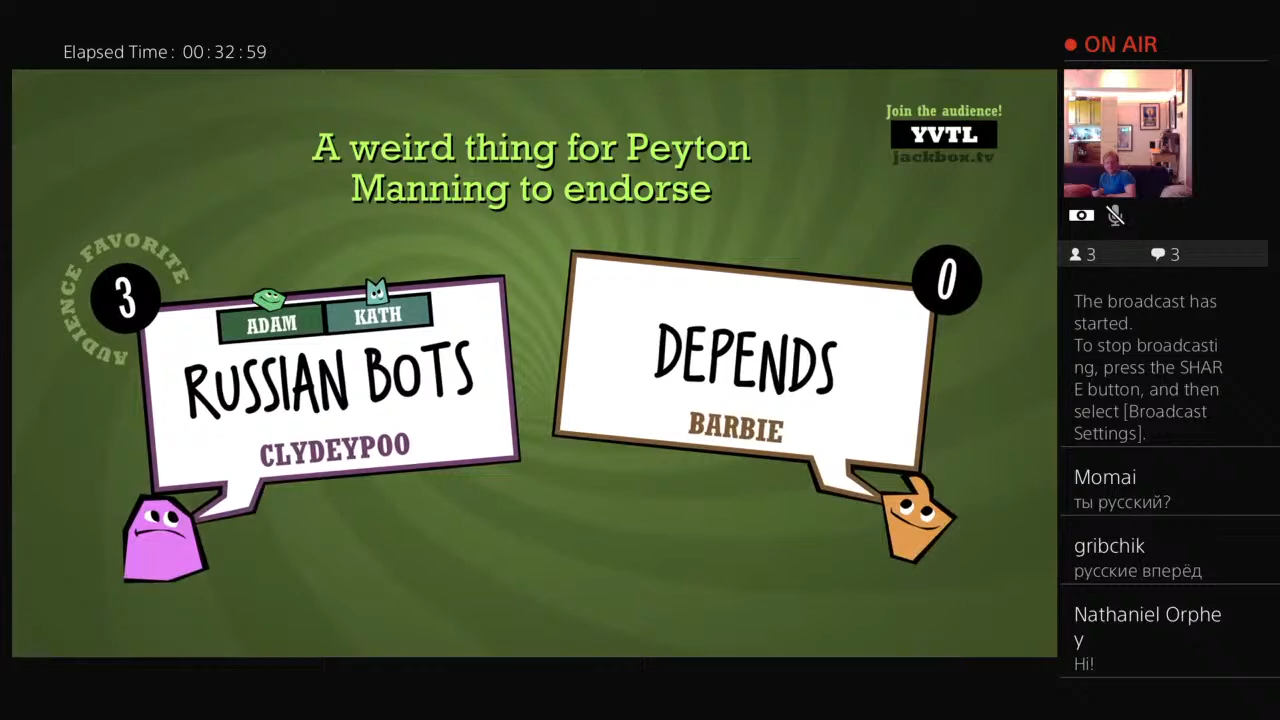 Elapsed Time: 00:32:59
ON AIR
Join the audience!
YVTL
jackbox.tv
A weird thing for Peyton
Manning to endorse
AUDIENCE FAVORITE
3
ADAM
KATH
RUSSIAN BOTS
CLYDEYPOO
0
DEPENDS
BARBIE
3
3
The broadcast has
started.
To stop broadcasti
ng, press the SHAR
E button, and then
select [Broadcast
Settings].
Momai
ты русский?
gribchik
русские вперёд
Nathaniel Orphe
y
Hi!